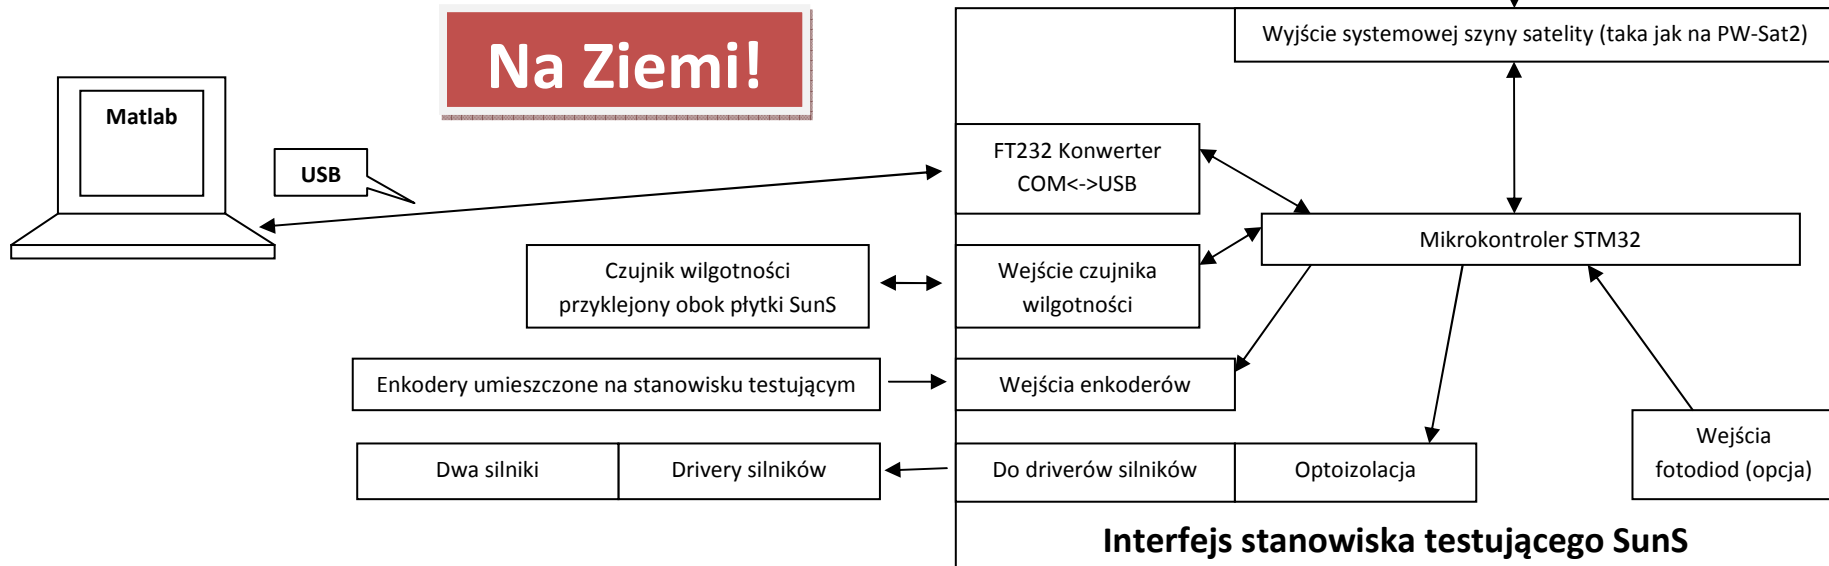 Na Ziemi!
Wyjście systemowej szyny satelity (taka jak na PW-Sat2)
Matlab
USB
FT232 Konwerter
COM<->USB
Mikrokontroler STM32
Czujnik wilgotności
przyklejony obok płytki SunS
Wejście czujnika
wilgotności
Enkodery umieszczone na stanowisku testującym
Wejścia enkoderów
Dwa silniki
Drivery silników
Do driverów silników
Optoizolacja
Wejścia
fotodiod (opcja)
Interfejs stanowiska testującego SunS